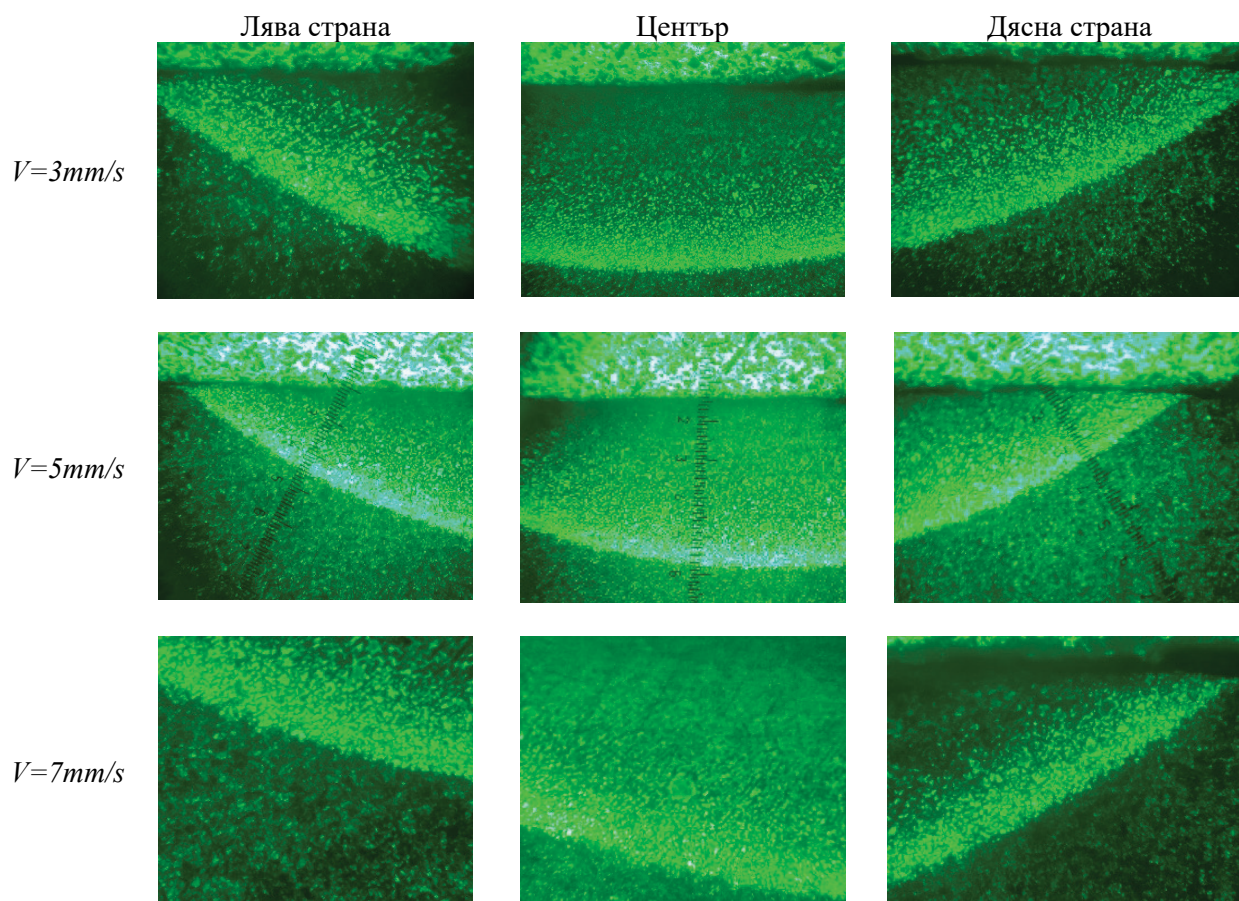 Лява страна
Център
Дясна страна
V=3mm/s
V=5mm/s
V=7mm/s